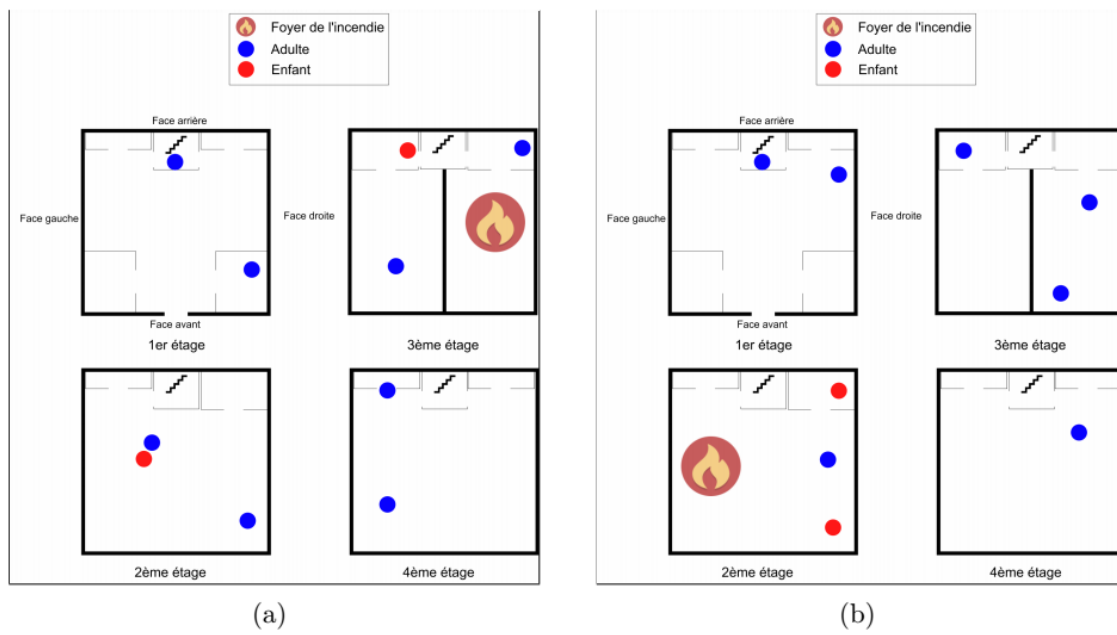 Foyer de l'incendie
Adulte
Enfant
Face arrière
Face gauche
Face droite
Face avant
1er étage
3ème étage
2ème étage
4ème étage
(a)
Foyer de l'incendie
Adulte
Enfant
Face arrière
Face gauche
Face droite
Face avant
1er étage
3ème étage
2ème étage
4ème étage
(b)